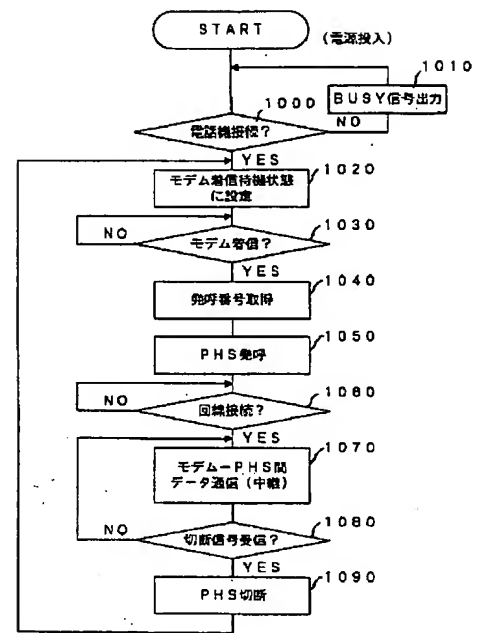 START
(電源投入)
1010
BUSY信号出力
1000
NO
電話機接続?
YES
1020
モデム着信待機状態
に設定
1030
NO
モデム着信?
YES
1040
発呼番号取得
1050
PHS発呼
1060
NO
回線接続?
YES
1070
モデムーPHS間
データ通信(中継)
1080
NO
切断信号受信?
YES
1090
PHS切断